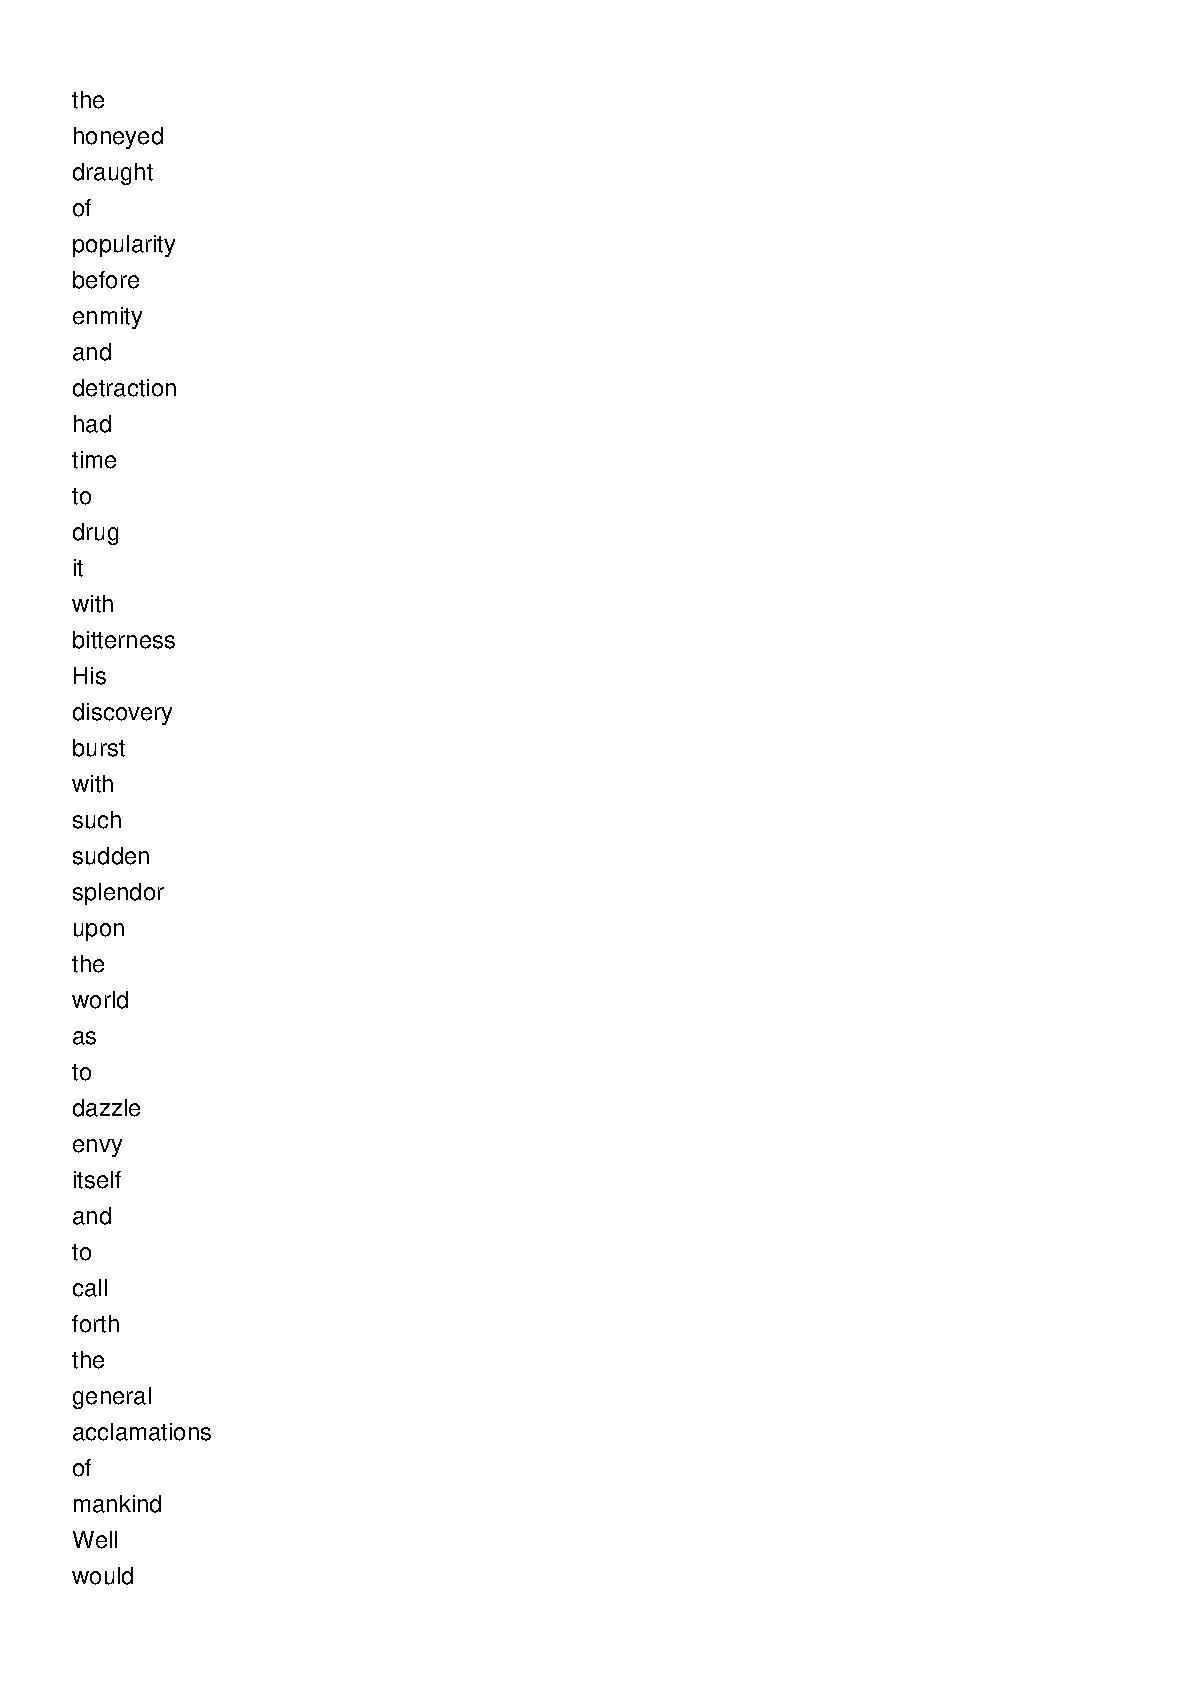 the
honeyed
draught
of
popularity
before
enmity
and
detraction
had
time
to
drug
it
with
bitterness
His
discovery
burst
with
such
sudden
splendor
upon
the
world
as
to
dazzle
envy
itself
and
to
call
forth
the
general
acclamations
of
mankind
Well
would